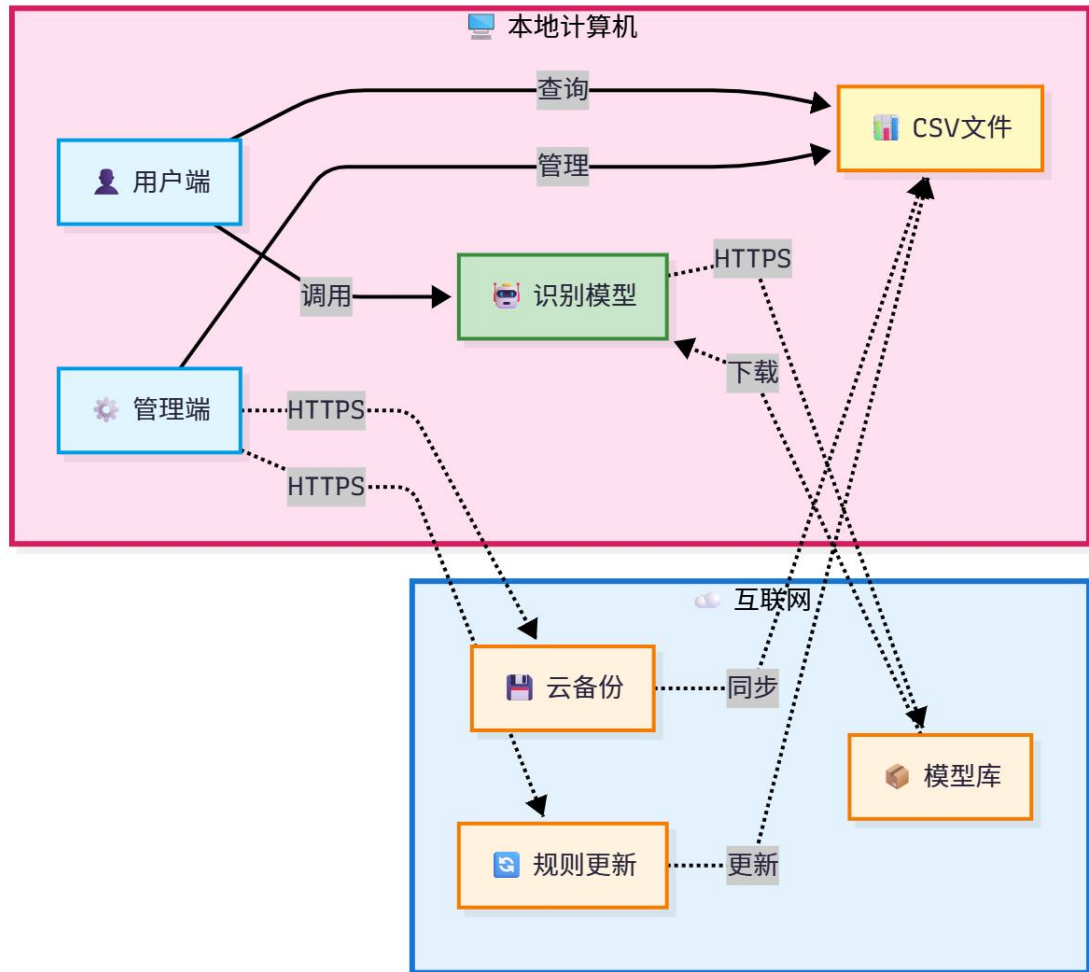 本地计算机
查询
CSV文件
管理
用户端
HTTPS
调用
识别模型
下载
管理端
HTTPS
HTTPS
互联网
云备份
同步
模型库
规则更新
更新